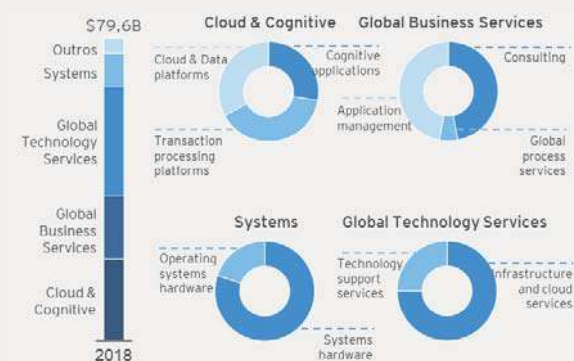 $79,6B
Outros
Systems
Global
Technology
Services
Global
Business
Services
Cloud &
Cognitive
2018
Cloud & Cognitive
Cloud & Data
platforms
Cognitive
applications
Transaction
processing
platforms
Global Business Services
Consulting
Application
management
Global
process
services
Systems
Operating
systems
hardware
Systems
hardware
Global Technology Services
Technology
support
services
Infrastructure
and cloud
services